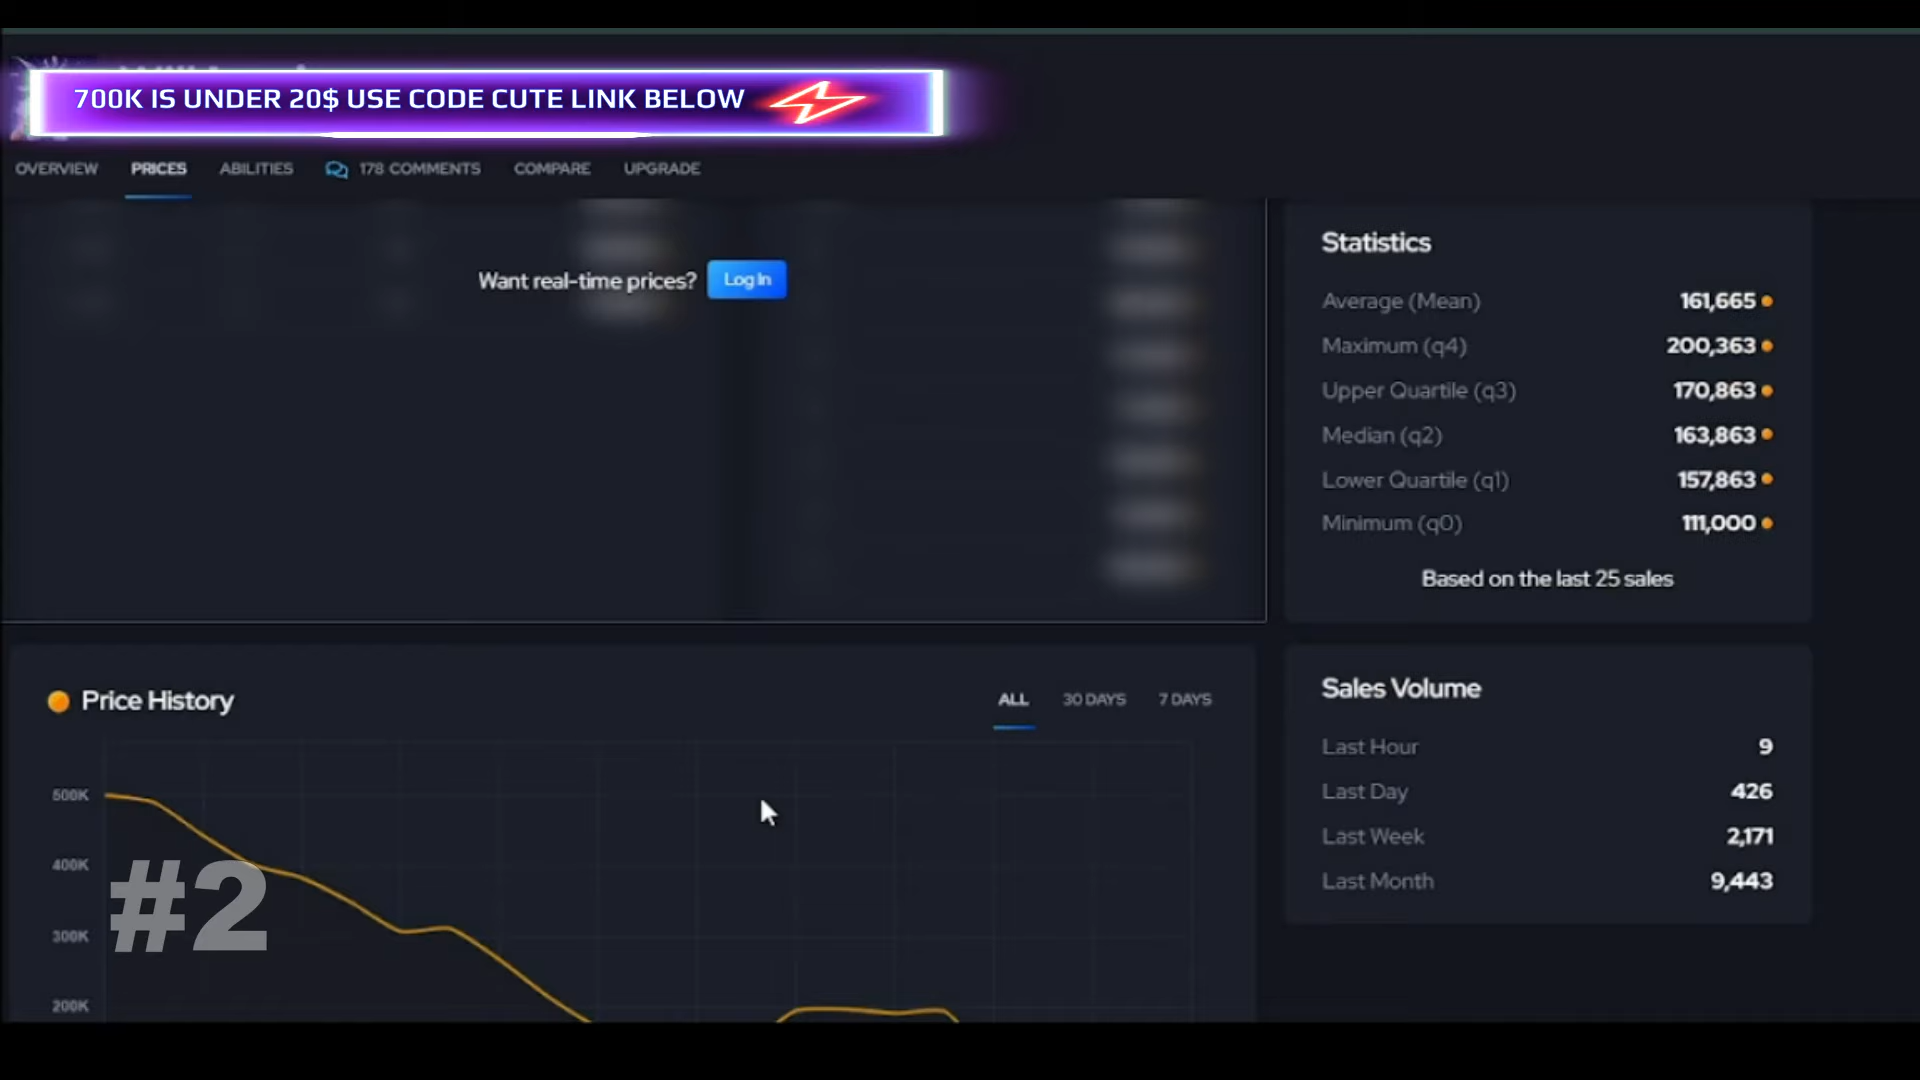 700K IS UNDER 20$ USE CODE CUTE LINK BELOW
OVERVIEW PRICES ABILITIES 178 COMMENTS COMPARE UPGRADE
Want real-time prices? Log In
Statistics
Average (Mean) 161,665
Maximum (q4) 200,363
Upper Quartile (q3) 170,863
Median (q2) 163,863
Lower Quartile (q1) 157,863
Minimum (q0) 111,000
Based on the last 25 sales
Price History ALL 30 DAYS 7 DAYS
500K
400K
300K
200K
#2
Sales Volume
Last Hour 9
Last Day 426
Last Week 2,171
Last Month 9,443